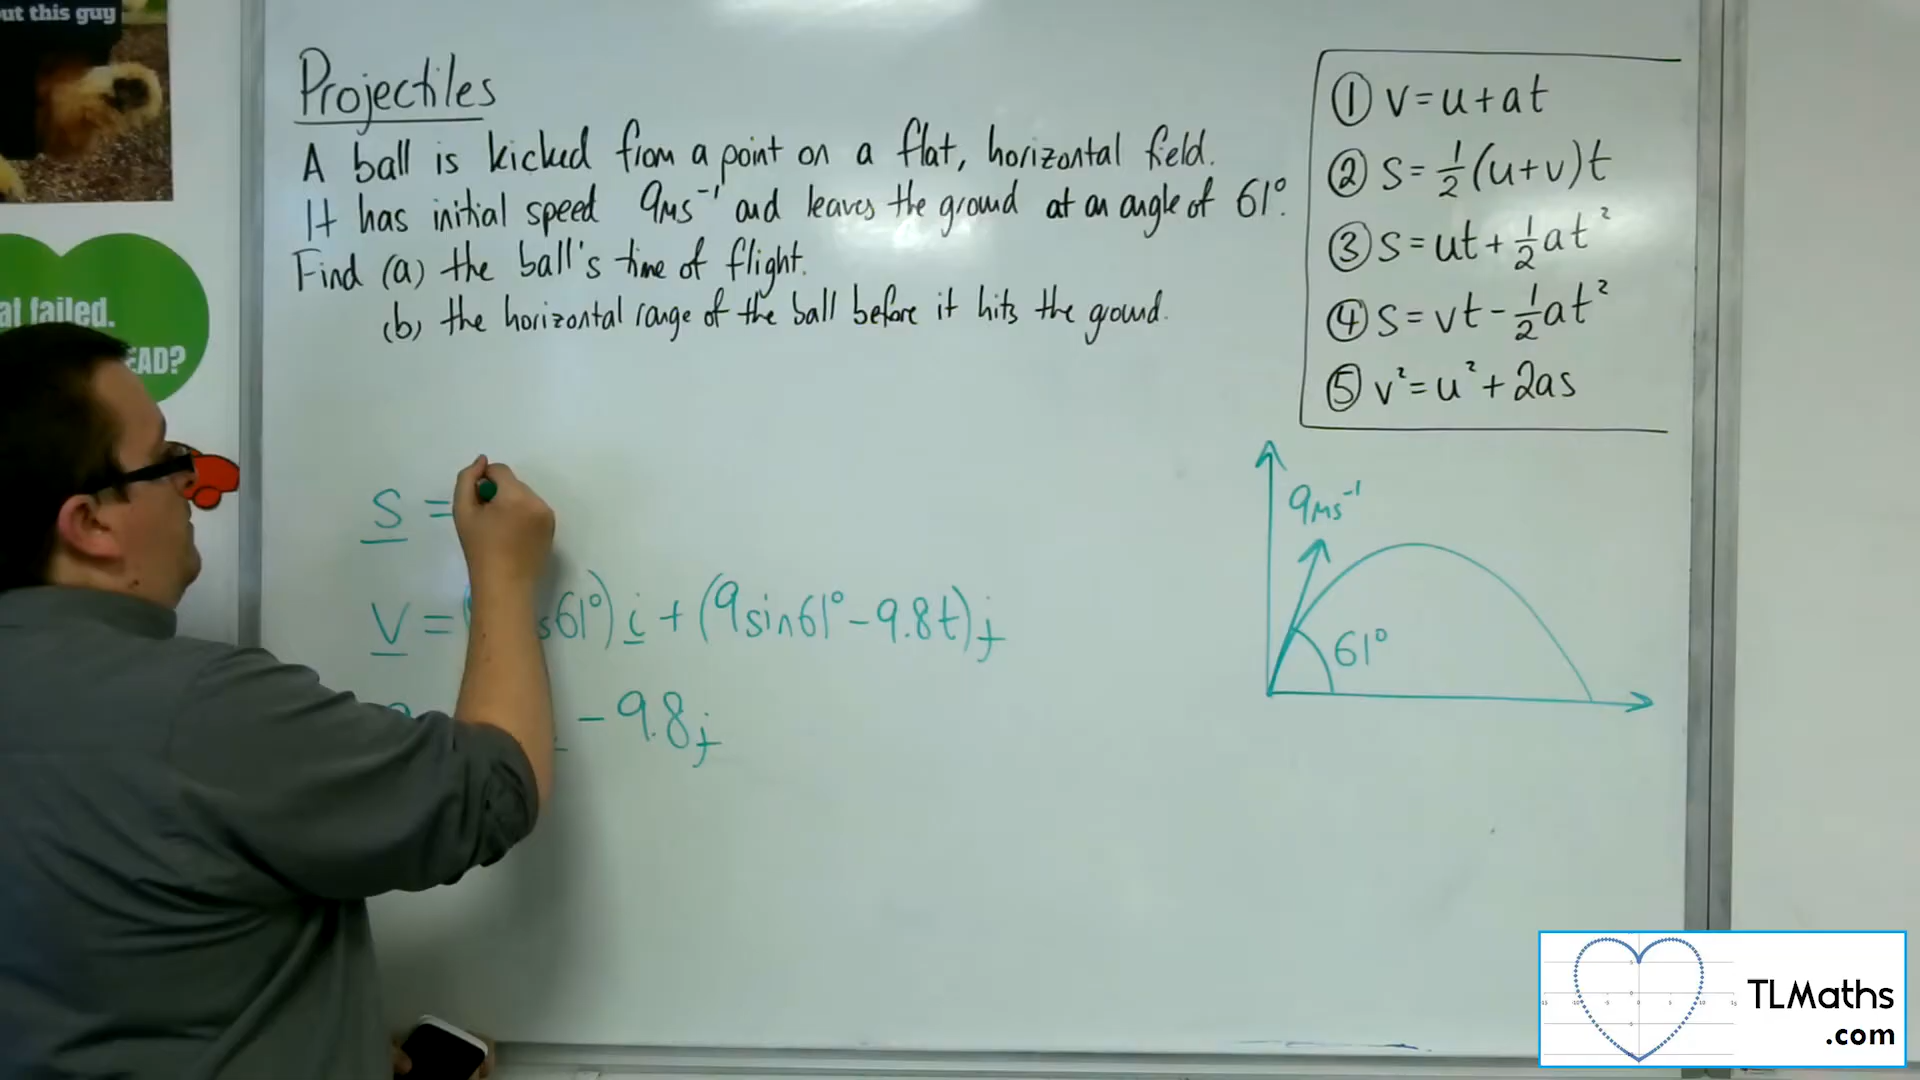 ut this guy
at failed.
EAD?
Projectiles
A ball is kicked from a point on a flat, horizontal field.
It has initial speed 9ms⁻¹ and leaves the ground at an angle of 61°.
Find (a) the ball's time of flight.
(b) the horizontal range of the ball before it hits the ground.
① v=u+at
② s=½(u+v)t
③ s=ut+½at²
④ s=vt-½at²
⑤ v²=u²+2as
s =
v = ( s61°)i + (9sin61°-9.8t)j
-9.8j
9ms⁻¹
61°
TLMaths
.com